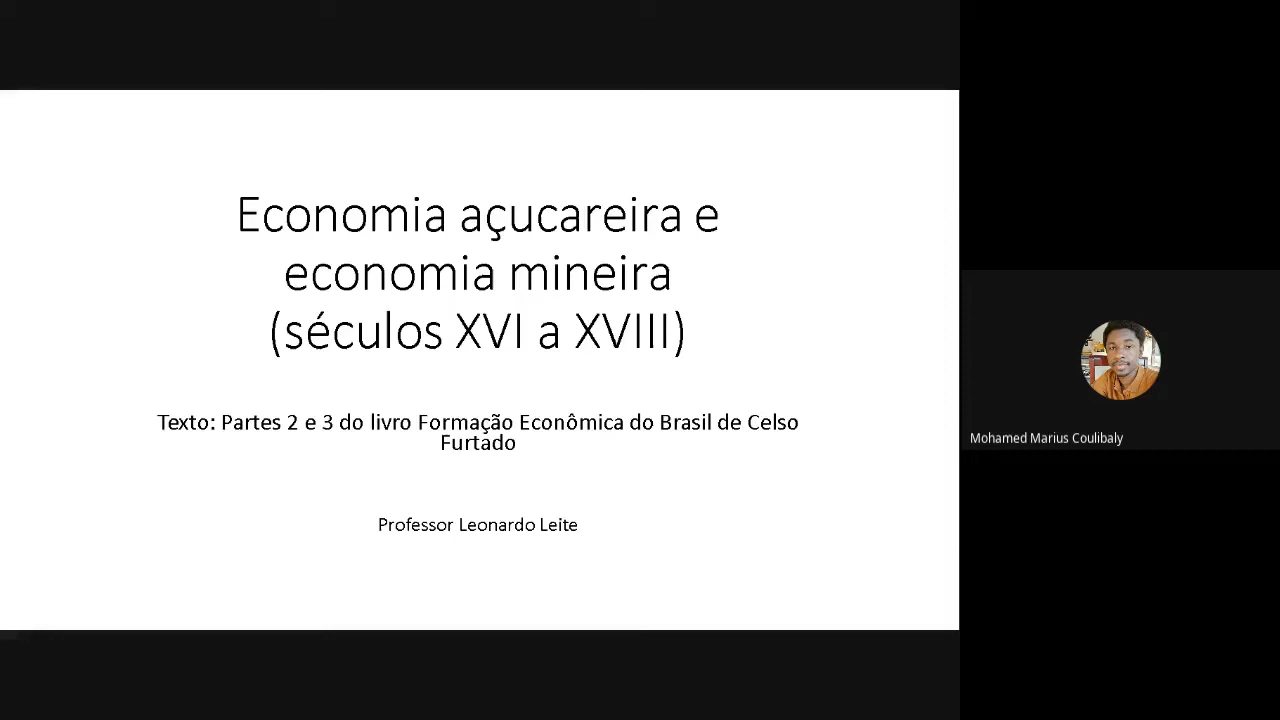 Economia açucareira e
economia mineira
(séculos XVI a XVIII)
Texto: Partes 2 e 3 do livro Formação Econômica do Brasil de Celso
Furtado
Professor Leonardo Leite
Mohamed Marius Coulibaly